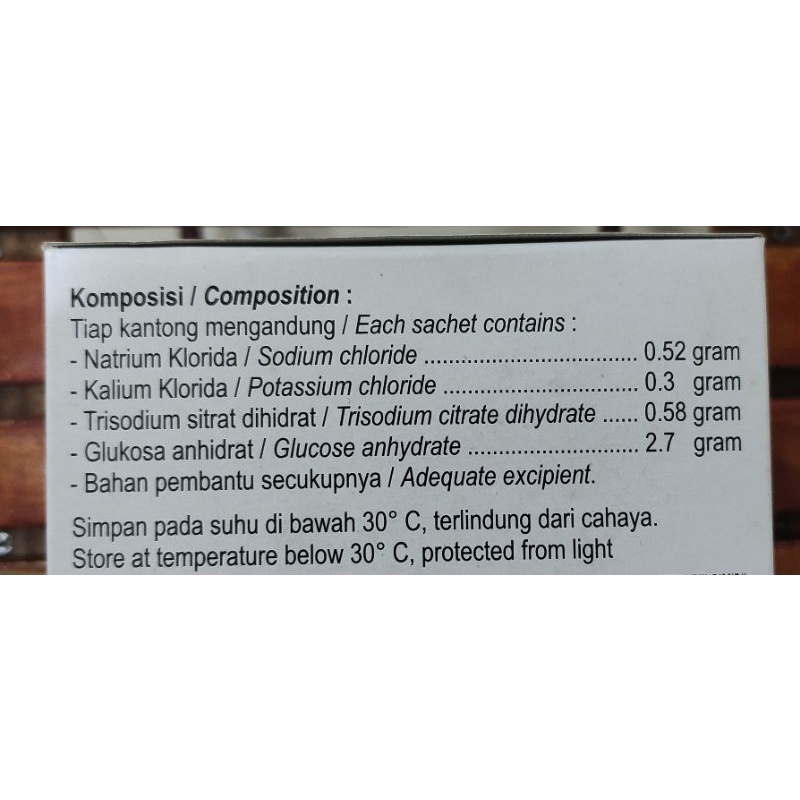 Komposisi / Composition :
Tiap kantong mengandung / Each sachet contains :
- Natrium Klorida / Sodium chloride .................................. 0.52 gram
- Kalium Klorida / Potassium chloride ............................... 0.3 gram
- Trisodium sitrat dihidrat / Trisodium citrate dihydrate ...... 0.58 gram
- Glukosa anhidrat / Glucose anhydrate ........................... 2.7 gram
- Bahan pembantu secukupnya / Adequate excipient.
Simpan pada suhu di bawah 30° C, terlindung dari cahaya.
Store at temperature below 30° C, protected from light